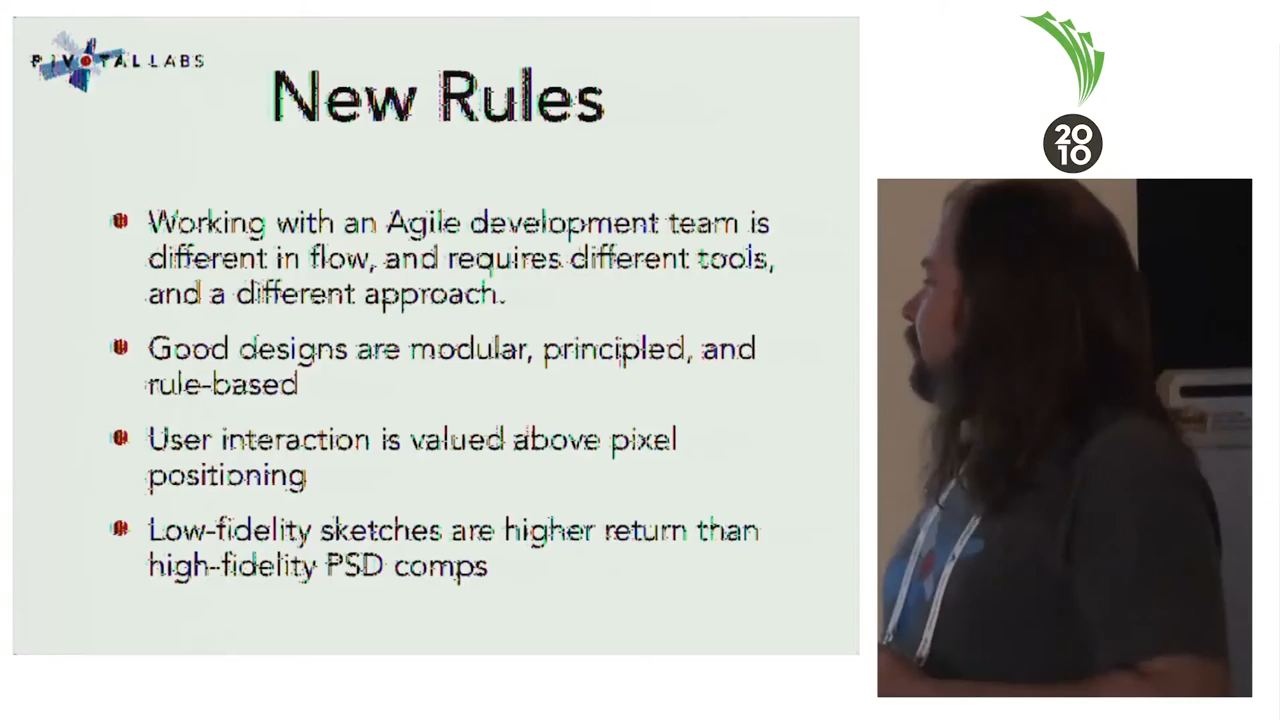 PIVOTAL LABS
New Rules
Working with an Agile development team is
different in flow, and requires different tools,
and a different approach.
Good designs are modular, principled, and
rule-based
User interaction is valued above pixel
positioning
Low-fidelity sketches are higher return than
high-fidelity PSD comps
20
10